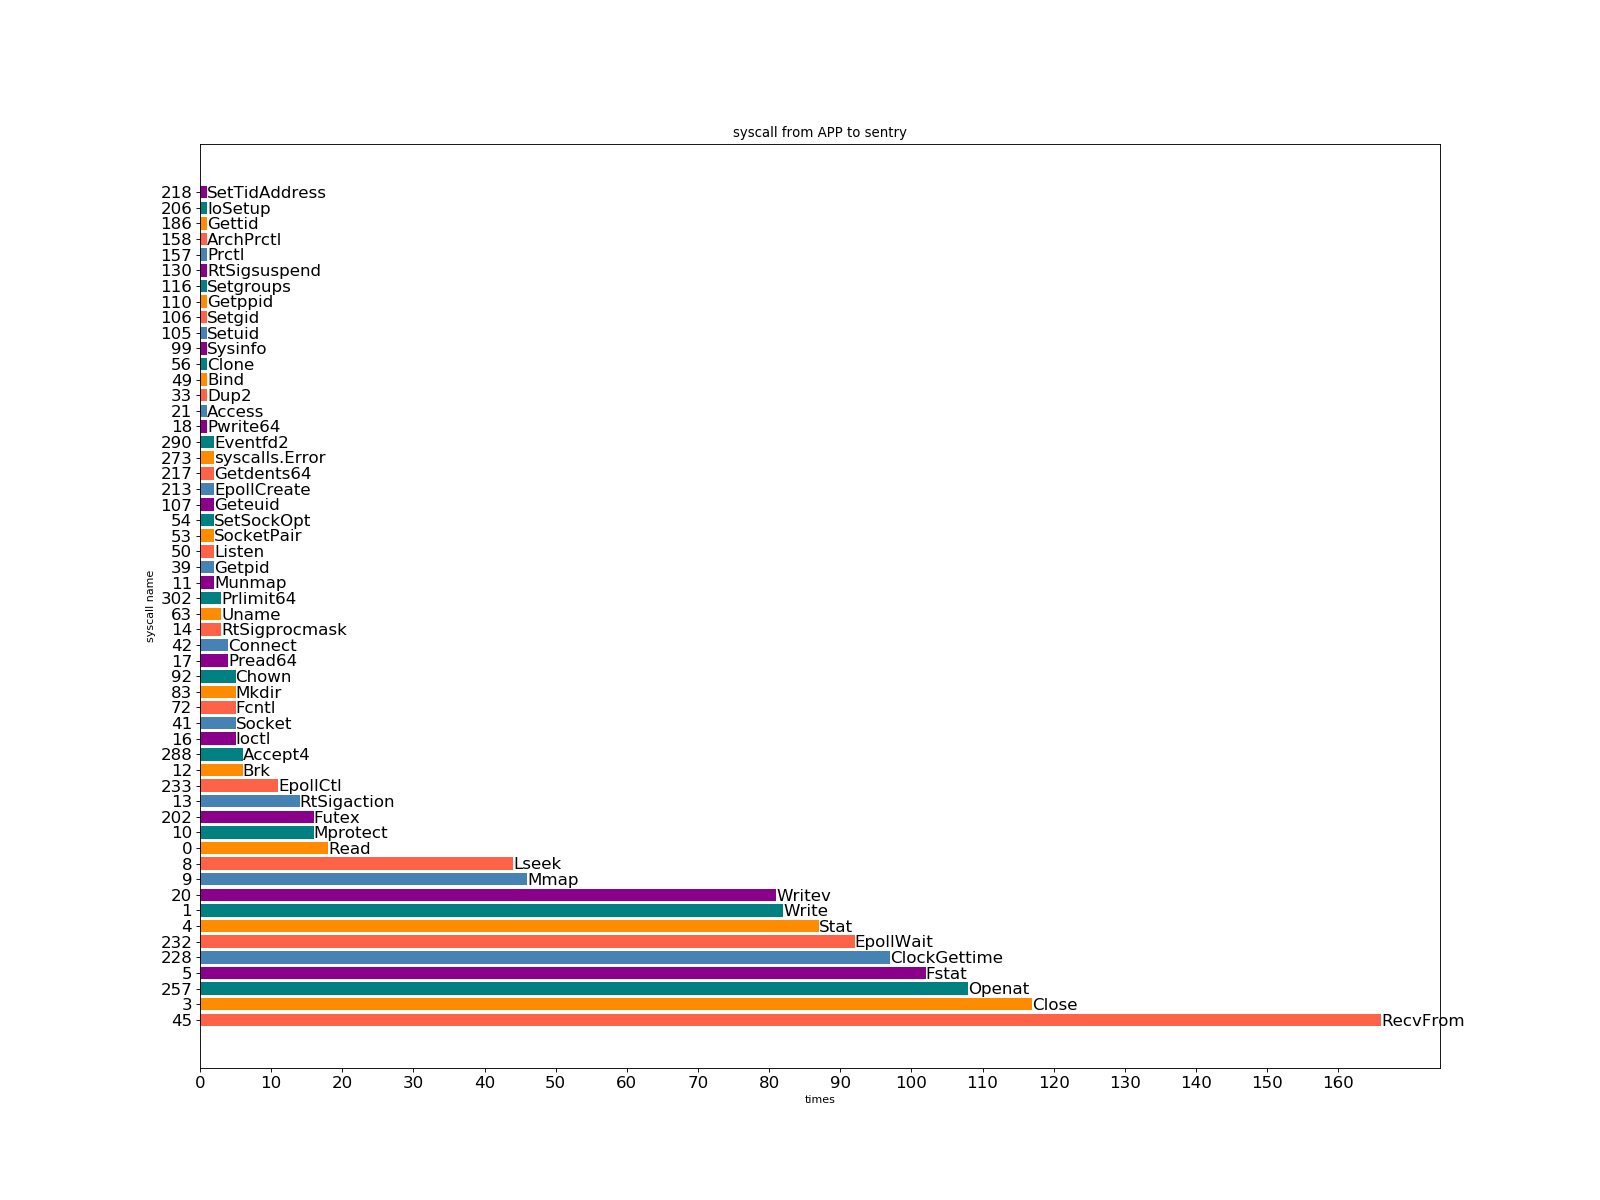 syscall from APP to sentry
218 SetTidAddress
206 IoSetup
186 Gettid
158 ArchPrctl
157 Prctl
130 RtSigsuspend
116 Setgroups
110 Getppid
106 Setgid
105 Setuid
99 Sysinfo
56 Clone
49 Bind
33 Dup2
21 Access
18 Pwrite64
290 Eventfd2
273 syscalls.Error
217 Getdents64
213 EpollCreate
107 Geteuid
54 SetSockOpt
53 SocketPair
50 Listen
39 Getpid
11 Munmap
302 Prlimit64
63 Uname
14 RtSigprocmask
42 Connect
17 Pread64
92 Chown
83 Mkdir
72 Fcntl
41 Socket
16 Ioctl
288 Accept4
12 Brk
233 EpollCtl
13 RtSigaction
202 Futex
10 Mprotect
0 Read
8 Lseek
9 Mmap
20 Writev
1 Write
4 Stat
232 EpollWait
228 ClockGettime
5 Fstat
257 Openat
3 Close
45 RecvFrom
syscall name
0 10 20 30 40 50 60 70 80 90 100 110 120 130 140 150 160
times